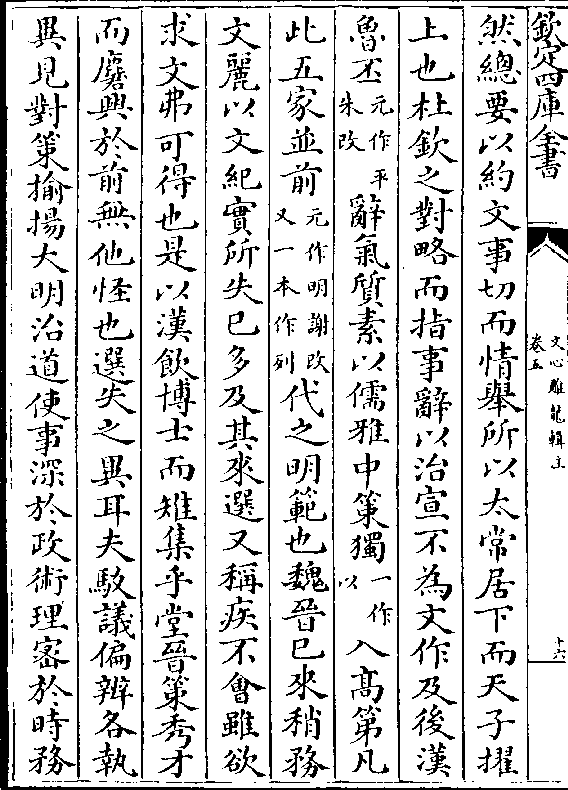 欽定四庫全書
文心雕龍輯註
卷五
十六
然總要以約文事切而情舉所以太常居下而天子擢
上也杜欽之對略而指事辭以治宣不為文作及後漢
魯丕元作平朱改辭氣質素以儒雅中策獨一作以入高第凡
此五家並前元作明謝改又一本作列代之明範也魏晉已來稍務
文麗以文紀實所失已多及其來選又稱疾不會雖欲
求文弗可得也是以漢飲博士而雉集乎堂晉策秀才
而麏興於前無他怪也選失之異耳夫駮議偏辨各執
異見對策揄揚大明治道使事深於政術理密於時務